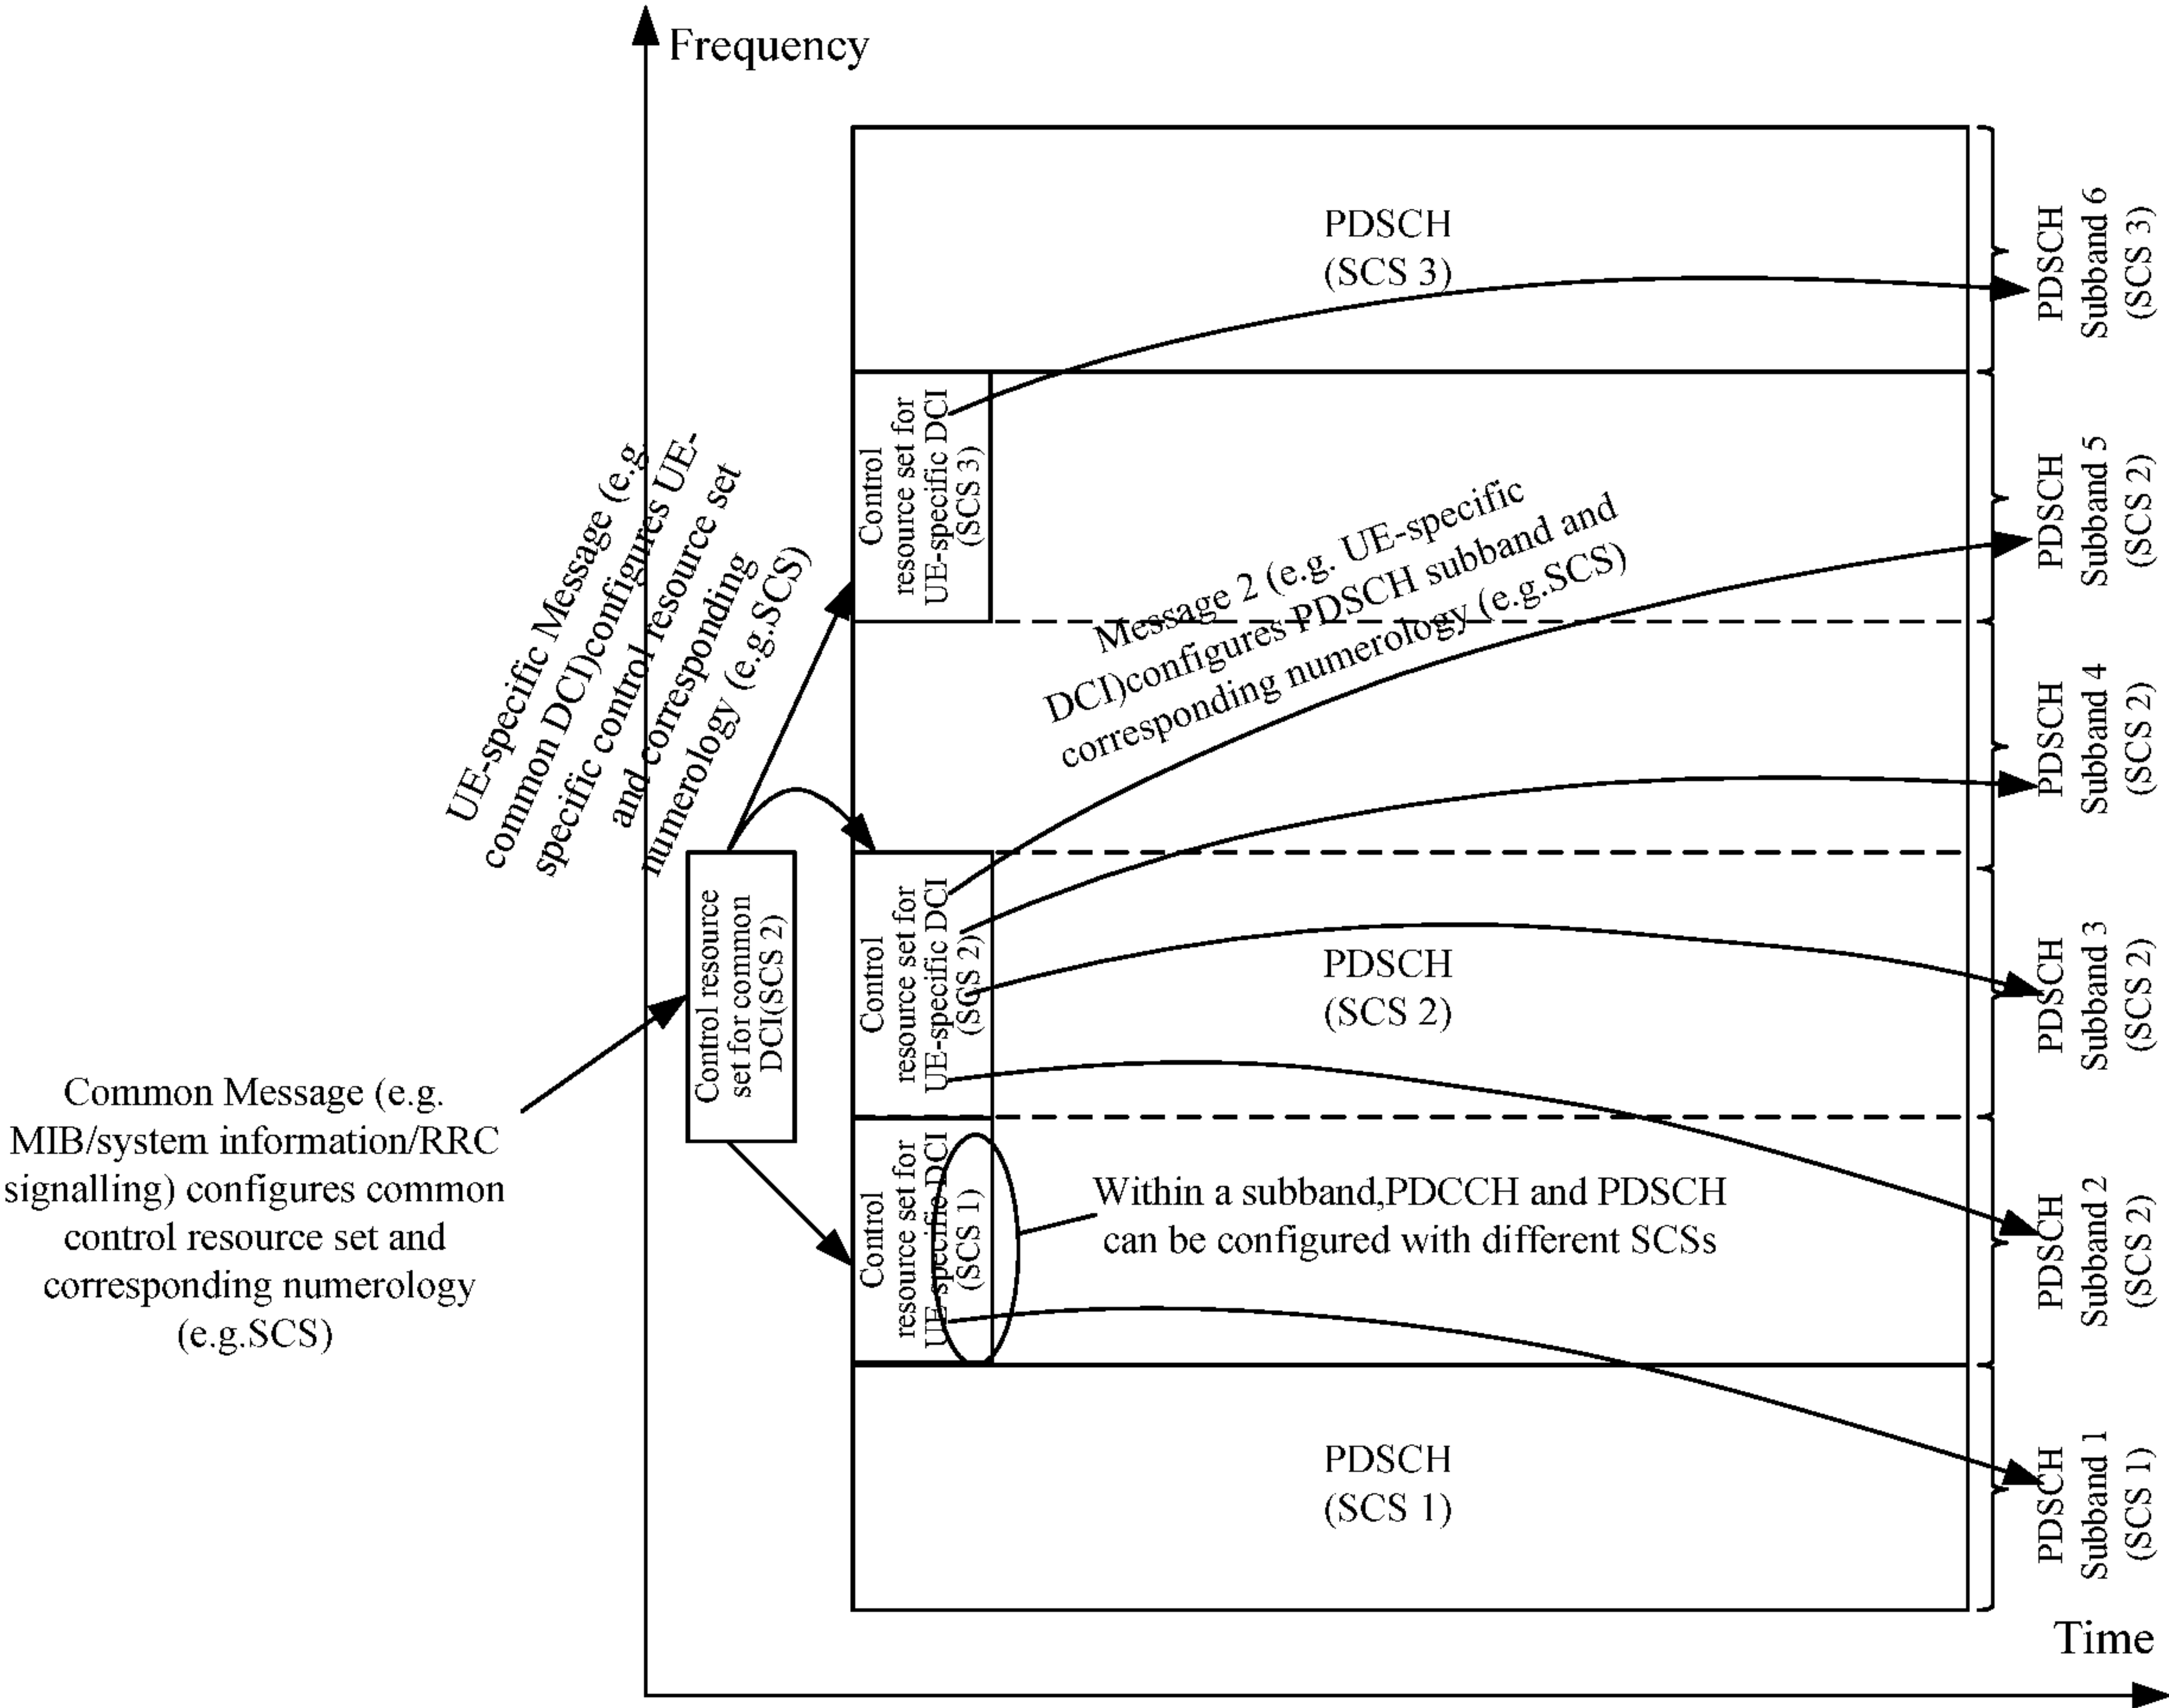 Frequency
PDSCH
(SCS 3)
PDSCH
Subband 6
(SCS 3)
Control
resource set for
UE-specific DCI
(SCS 3)
PDSCH
Subband 5
(SCS 2)
UE-specific Message (e.g.
common DCI)configures UE-
specific control resource set
and corresponding
numerology (e.g.SCS)
Message 2 (e.g. UE-specific
DCI)configures PDSCH subband and
corresponding numerology (e.g.SCS)
PDSCH
Subband 4
(SCS 2)
Control resource
set for common
DCI(SCS 2)
Control
resource set for
UE-specific DCI
(SCS 2)
PDSCH
(SCS 2)
PDSCH
Subband 3
(SCS 2)
Common Message (e.g.
MIB/system information/RRC
signalling) configures common
control resource set and
corresponding numerology
(e.g.SCS)
Control
resource set for
UE-specific DCI
(SCS 1)
Within a subband,PDCCH and PDSCH
can be configured with different SCSs
PDSCH
Subband 2
(SCS 2)
PDSCH
(SCS 1)
PDSCH
Subband 1
(SCS 1)
Time